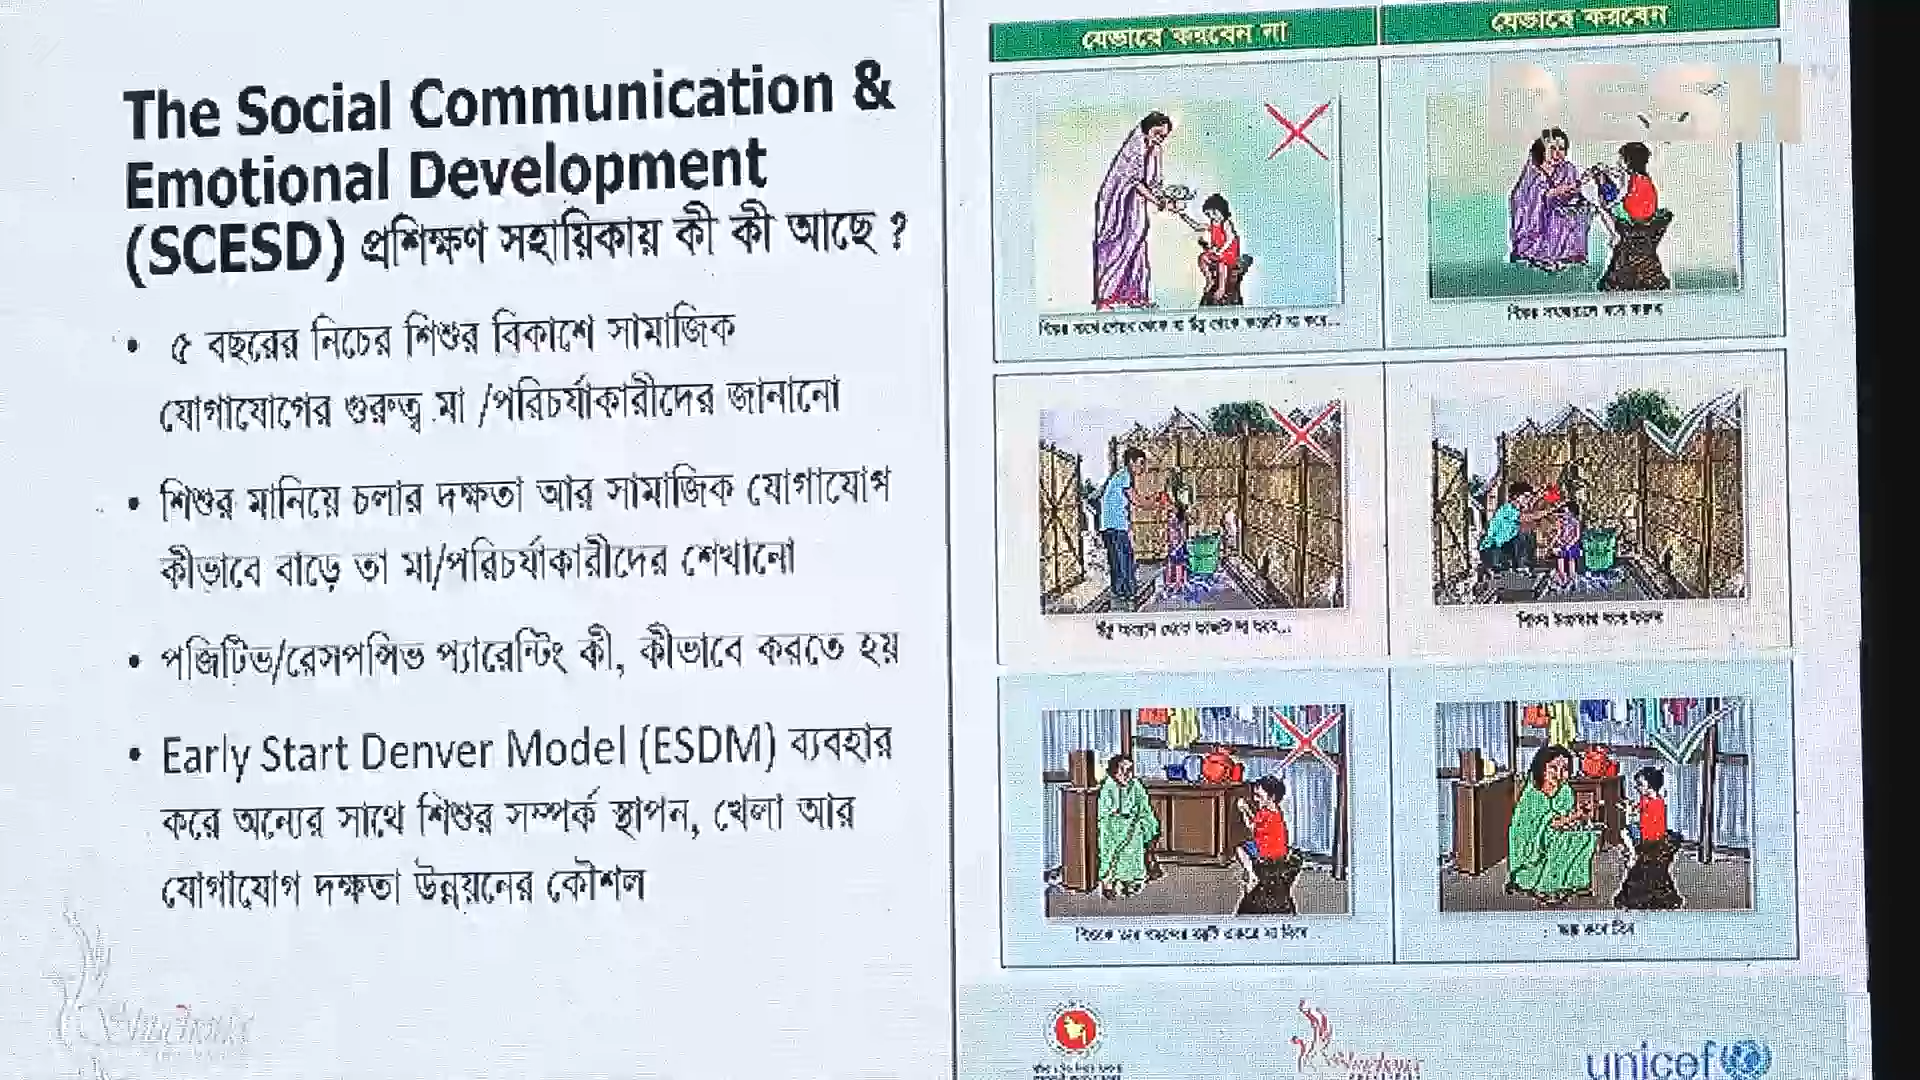 The Social Communication &
Emotional Development
(SCESD) প্রশিক্ষণ সহায়িকায় কী কী আছে ?
• ৫ বছরের নিচের শিশুর বিকাশে সামাজিক
যোগাযোগের গুরুত্ব মা /পরিচর্যাকারীদের জানানো
• শিশুর মানিয়ে চলার দক্ষতা আর সামাজিক যোগাযোগ
কীভাবে বাড়ে তা মা/পরিচর্যাকারীদের শেখানো
• পজিটিভ/রেসপন্সিভ প্যারেন্টিং কী, কীভাবে করতে হয়
• Early Start Denver Model (ESDM) ব্যবহার
করে অন্যের সাথে শিশুর সম্পর্ক স্থাপন, খেলা আর
যোগাযোগ দক্ষতা উন্নয়নের কৌশল
যেভাবে করবেন না
যেভাবে করবেন
DESH TV
unicef